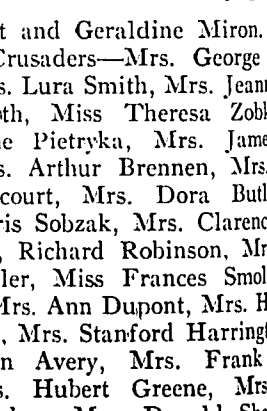 t and Geraldine Miron.
Crusaders—Mrs. George
s. Lura Smith, Mrs. Jean
th, Miss Theresa Zob
e Pietryka, Mrs. Jame
s. Arthur Brennen, Mrs.
court, Mrs. Dora Butl
ris Sobzak, Mrs. Clarenc
, Richard Robinson, Mr
ler, Miss Frances Smol
Mrs. Ann Dupont, Mrs. H
, Mrs. Stanford Harringt
n Avery, Mrs. Frank
s. Hubert Greene, Mrs